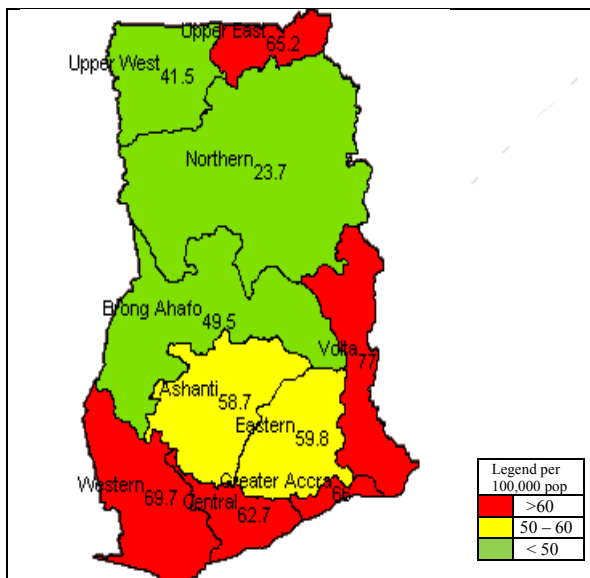 Upper East
65.2
Upper West
41.5
Northern
23.7
Brong Ahafo
49.5
Volta
77
Ashanti
58.7
Eastern
59.8
Greater Accra
66
Western
69.7
Central
62.7
Legend per
100,000 pop
>60
50 – 60
< 50